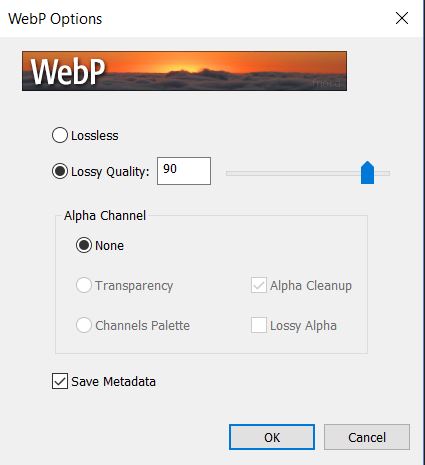 WebP Options
WebP
Lossless
Lossy Quality: 90
Alpha Channel
None
Transparency
Alpha Cleanup
Channels Palette
Lossy Alpha
Save Metadata
OK
Cancel